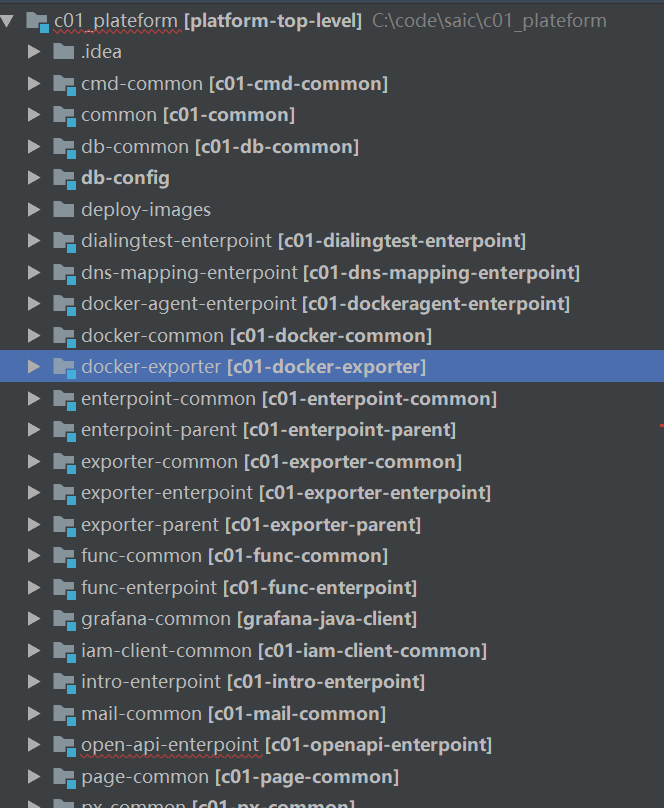 c01_plateform [platform-top-level] C:\code\saic\c01_plateform
.idea
cmd-common [c01-cmd-common]
common [c01-common]
db-common [c01-db-common]
db-config
deploy-images
dialingtest-enterpoint [c01-dialingtest-enterpoint]
dns-mapping-enterpoint [c01-dns-mapping-enterpoint]
docker-agent-enterpoint [c01-dockeragent-enterpoint]
docker-common [c01-docker-common]
docker-exporter [c01-docker-exporter]
enterpoint-common [c01-enterpoint-common]
enterpoint-parent [c01-enterpoint-parent]
exporter-common [c01-exporter-common]
exporter-enterpoint [c01-exporter-enterpoint]
exporter-parent [c01-exporter-parent]
func-common [c01-func-common]
func-enterpoint [c01-func-enterpoint]
grafana-common [grafana-java-client]
iam-client-common [c01-iam-client-common]
intro-enterpoint [c01-intro-enterpoint]
mail-common [c01-mail-common]
open-api-enterpoint [c01-openapi-enterpoint]
page-common [c01-page-common]